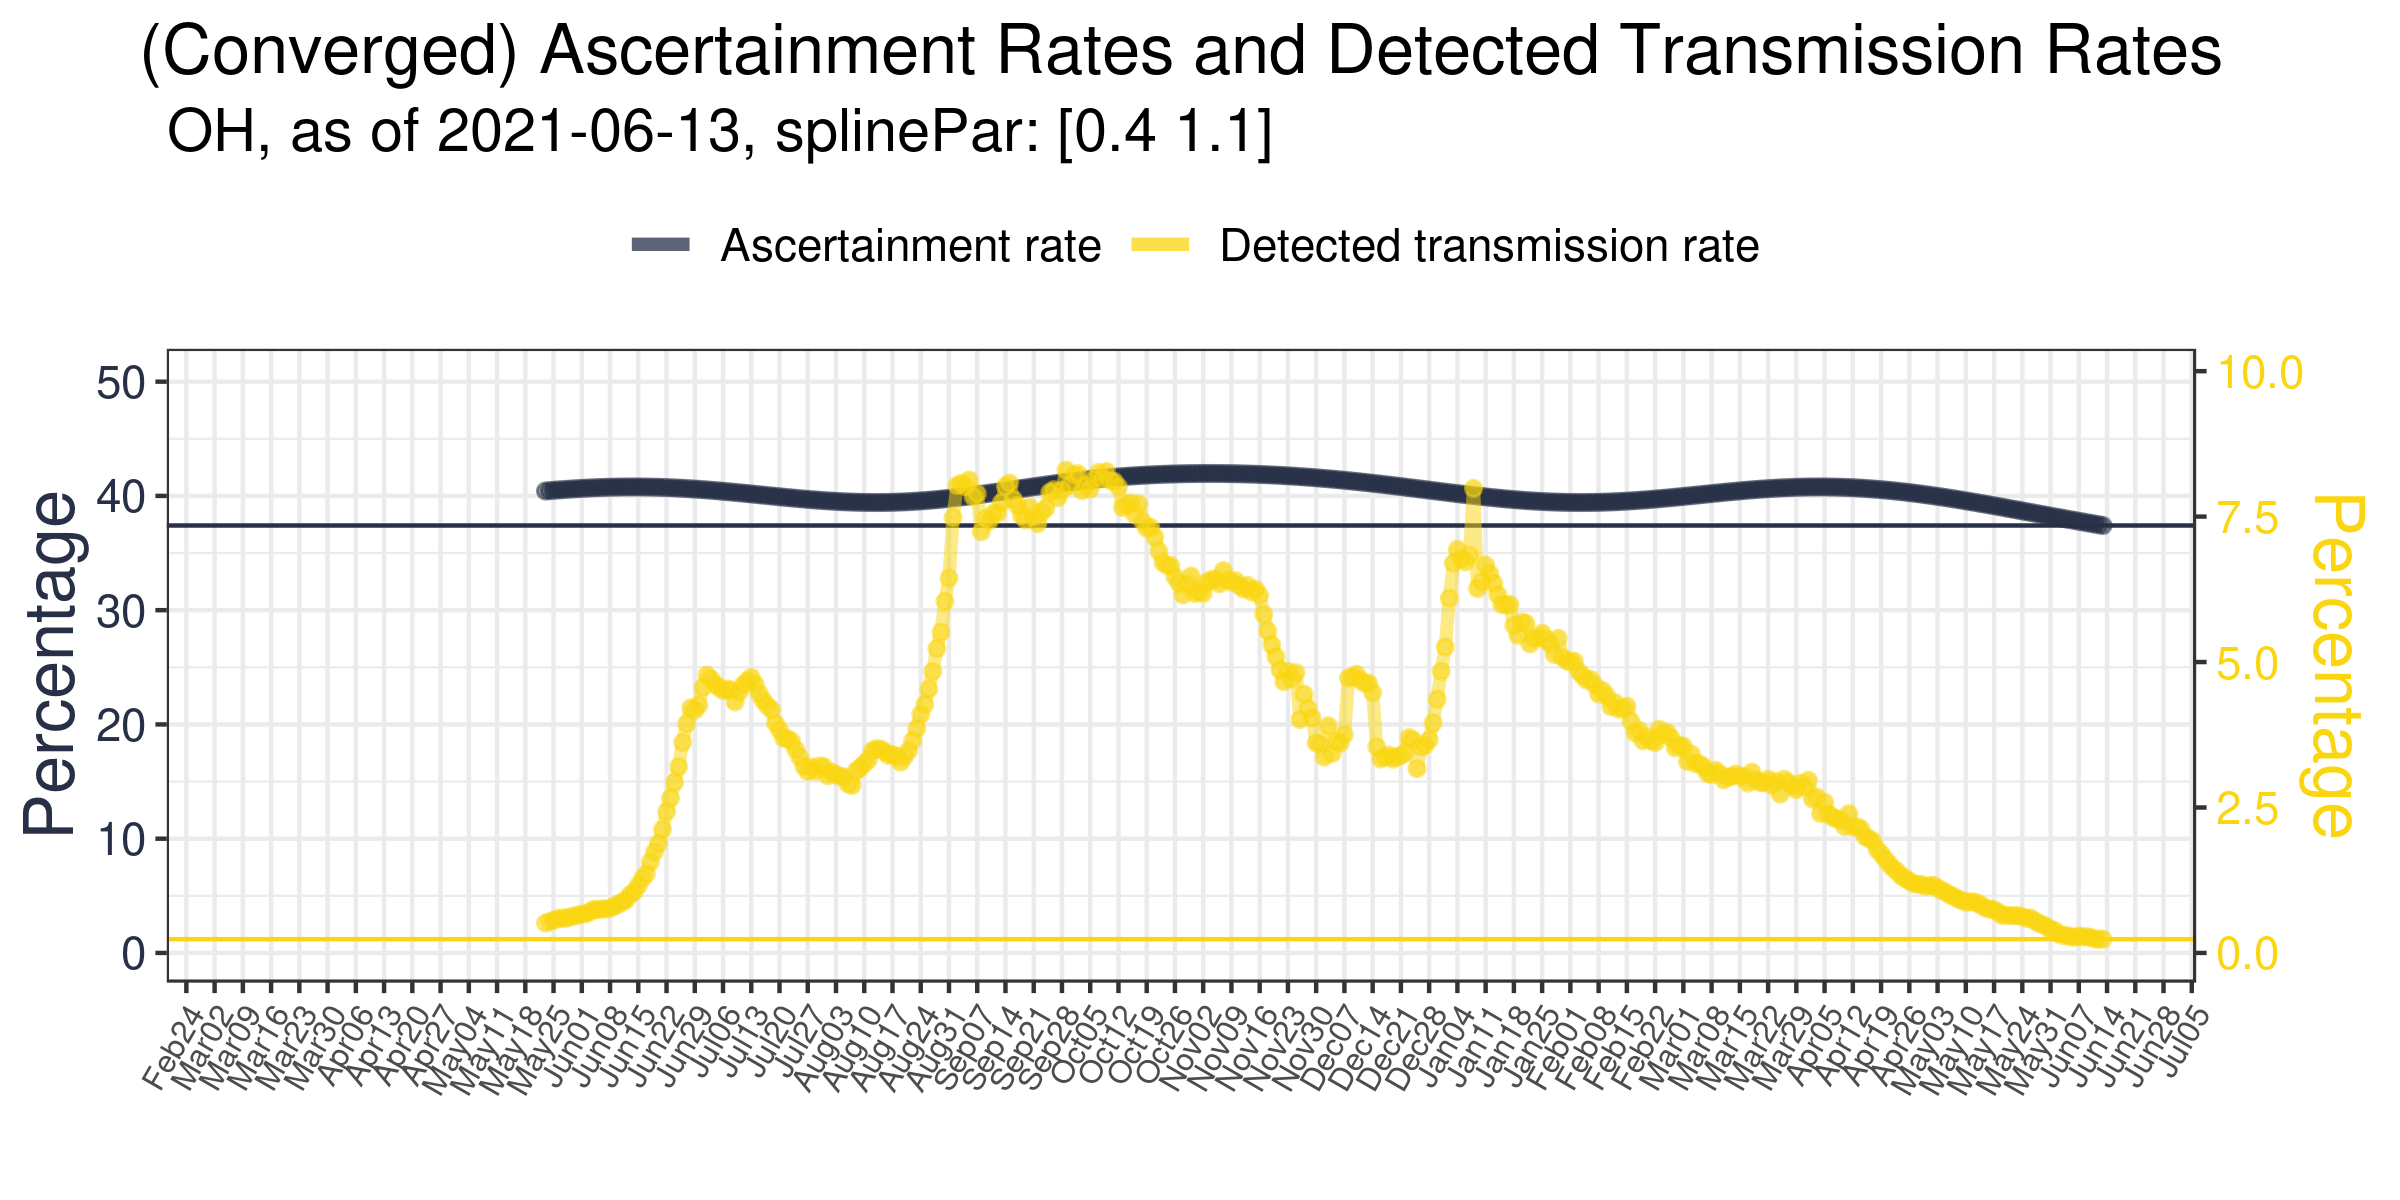 (Converged) Ascertainment Rates and Detected Transmission Rates
OH, as of 2021-06-13, splinePar: [0.4 1.1]
Ascertainment rate
Detected transmission rate
Percentage
50
40
30
20
10
0
10.0
7.5
5.0
2.5
0.0
Percentage
Feb24
Mar02
Mar09
Mar16
Mar23
Mar30
Apr06
Apr13
Apr20
Apr27
May04
May11
May18
May25
Jun01
Jun08
Jun15
Jun22
Jun29
Jul06
Jul13
Jul20
Jul27
Aug03
Aug10
Aug17
Aug24
Aug31
Sep07
Sep14
Sep21
Sep28
Oct05
Oct12
Oct19
Oct26
Nov02
Nov09
Nov16
Nov23
Nov30
Dec07
Dec14
Dec21
Dec28
Jan04
Jan11
Jan18
Jan25
Feb01
Feb08
Feb15
Feb22
Mar01
Mar08
Mar15
Mar22
Mar29
Apr05
Apr12
Apr19
Apr26
May03
May10
May17
May24
May31
Jun07
Jun14
Jun21
Jun28
Jul05